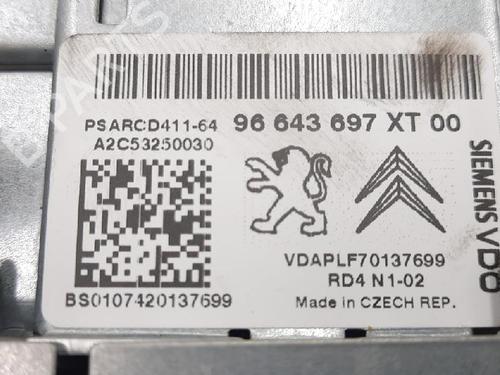 PSARCD411-64 96 643 697 XT 00
A2C53250030
SIEMENS VDO
VDAPLF70137699
RD4 N1-02
BS0107420137699 Made in CZECH REP.